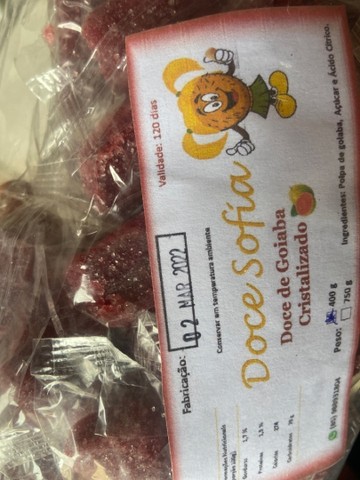 Doce Sofia
Doce de Goiaba
Cristalizado
Validade: 120 dias
Fabricação: 02 MAR 2022
Conservar em temperatura ambiente
Peso: 400 g
750 g
Ingredientes: Polpa de goiaba, Açúcar e Ácido Cítrico.